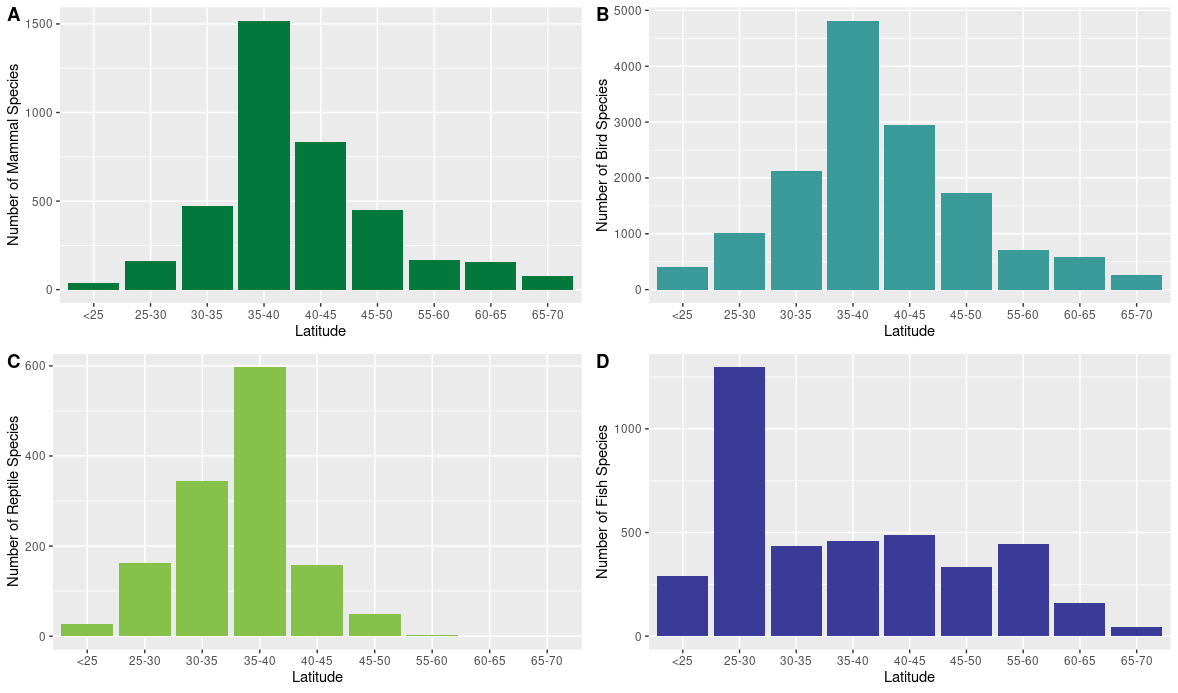 A
Number of Mammal Species
1500
1000
500
0
<25 25-30 30-35 35-40 40-45 45-50 55-60 60-65 65-70
Latitude
B
Number of Bird Species
5000
4000
3000
2000
1000
0
<25 25-30 30-35 35-40 40-45 45-50 55-60 60-65 65-70
Latitude
C
Number of Reptile Species
600
400
200
0
<25 25-30 30-35 35-40 40-45 45-50 55-60 60-65 65-70
Latitude
D
Number of Fish Species
1000
500
0
<25 25-30 30-35 35-40 40-45 45-50 55-60 60-65 65-70
Latitude